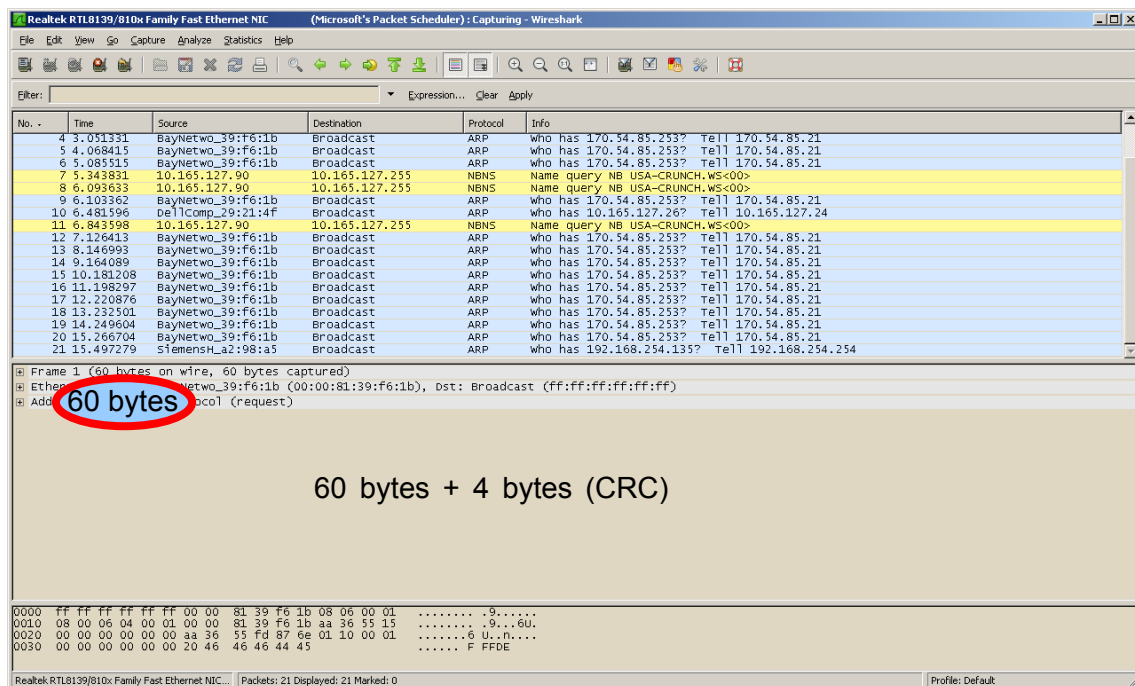 Realtek RTL8139/810x Family Fast Ethernet NIC (Microsoft's Packet Scheduler) : Capturing - Wireshark
File Edit View Go Capture Analyze Statistics Help
Filter: Expression... Clear Apply
No. - Time Source Destination Protocol Info
4 3.051331 BayNetwo_39:f6:1b Broadcast ARP who has 170.54.85.253? Tell 170.54.85.21
5 4.068415 BayNetwo_39:f6:1b Broadcast ARP who has 170.54.85.253? Tell 170.54.85.21
6 5.085515 BayNetwo_39:f6:1b Broadcast ARP who has 170.54.85.253? Tell 170.54.85.21
7 5.343831 10.165.127.90 10.165.127.255 NBNS Name query NB USA-CRUNCH.WS<00>
8 6.093633 10.165.127.90 10.165.127.255 NBNS Name query NB USA-CRUNCH.WS<00>
9 6.103362 BayNetwo_39:f6:1b Broadcast ARP who has 170.54.85.253? Tell 170.54.85.21
10 6.481596 DellComp_29:21:4f Broadcast ARP who has 10.165.127.26? Tell 10.165.127.24
11 6.843598 10.165.127.90 10.165.127.255 NBNS Name query NB USA-CRUNCH.WS<00>
12 7.126413 BayNetwo_39:f6:1b Broadcast ARP who has 170.54.85.253? Tell 170.54.85.21
13 8.146993 BayNetwo_39:f6:1b Broadcast ARP who has 170.54.85.253? Tell 170.54.85.21
14 9.164089 BayNetwo_39:f6:1b Broadcast ARP who has 170.54.85.253? Tell 170.54.85.21
15 10.181208 BayNetwo_39:f6:1b Broadcast ARP who has 170.54.85.253? Tell 170.54.85.21
16 11.198297 BayNetwo_39:f6:1b Broadcast ARP who has 170.54.85.253? Tell 170.54.85.21
17 12.220876 BayNetwo_39:f6:1b Broadcast ARP who has 170.54.85.253? Tell 170.54.85.21
18 13.232501 BayNetwo_39:f6:1b Broadcast ARP who has 170.54.85.253? Tell 170.54.85.21
19 14.249604 BayNetwo_39:f6:1b Broadcast ARP who has 170.54.85.253? Tell 170.54.85.21
20 15.266704 BayNetwo_39:f6:1b Broadcast ARP who has 170.54.85.253? Tell 170.54.85.21
21 15.497279 SiemensH_a2:98:a5 Broadcast ARP who has 192.168.254.135? Tell 192.168.254.254
Frame 1 (60 bytes on wire, 60 bytes captured)
Ether etwo_39:f6:1b (00:00:81:39:f6:1b), Dst: Broadcast (ff:ff:ff:ff:ff:ff)
Add ocol (request)
60 bytes
60 bytes + 4 bytes (CRC)
0000 ff ff ff ff ff ff 00 00 81 39 f6 1b 08 06 00 01 ........ .9......
0010 08 00 06 04 00 01 00 00 81 39 f6 1b aa 36 55 15 ........ .9...6U.
0020 00 00 00 00 00 00 aa 36 55 fd 87 6e 01 10 00 01 .......6 U..n....
0030 00 00 00 00 00 00 20 46 46 46 44 45 ...... F FFDE
Realtek RTL8139/810x Family Fast Ethernet NIC... Packets: 21 Displayed: 21 Marked: 0 Profile: Default